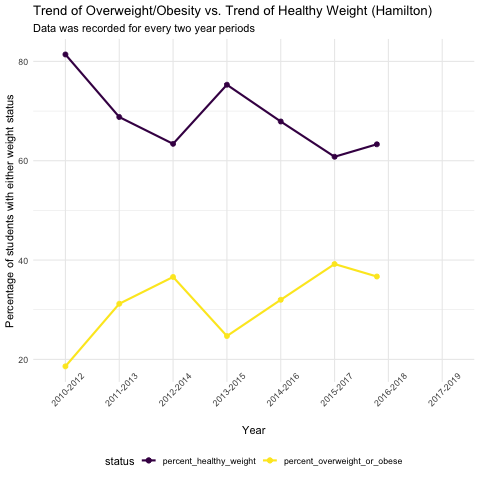 Trend of Overweight/Obesity vs. Trend of Healthy Weight (Hamilton)
Data was recorded for every two year periods
Percentage of students with either weight status
80
60
40
20
2010-2012
2011-2013
2012-2014
2013-2015
2014-2016
2015-2017
2016-2018
2017-2019
Year
status
percent_healthy_weight
percent_overweight_or_obese